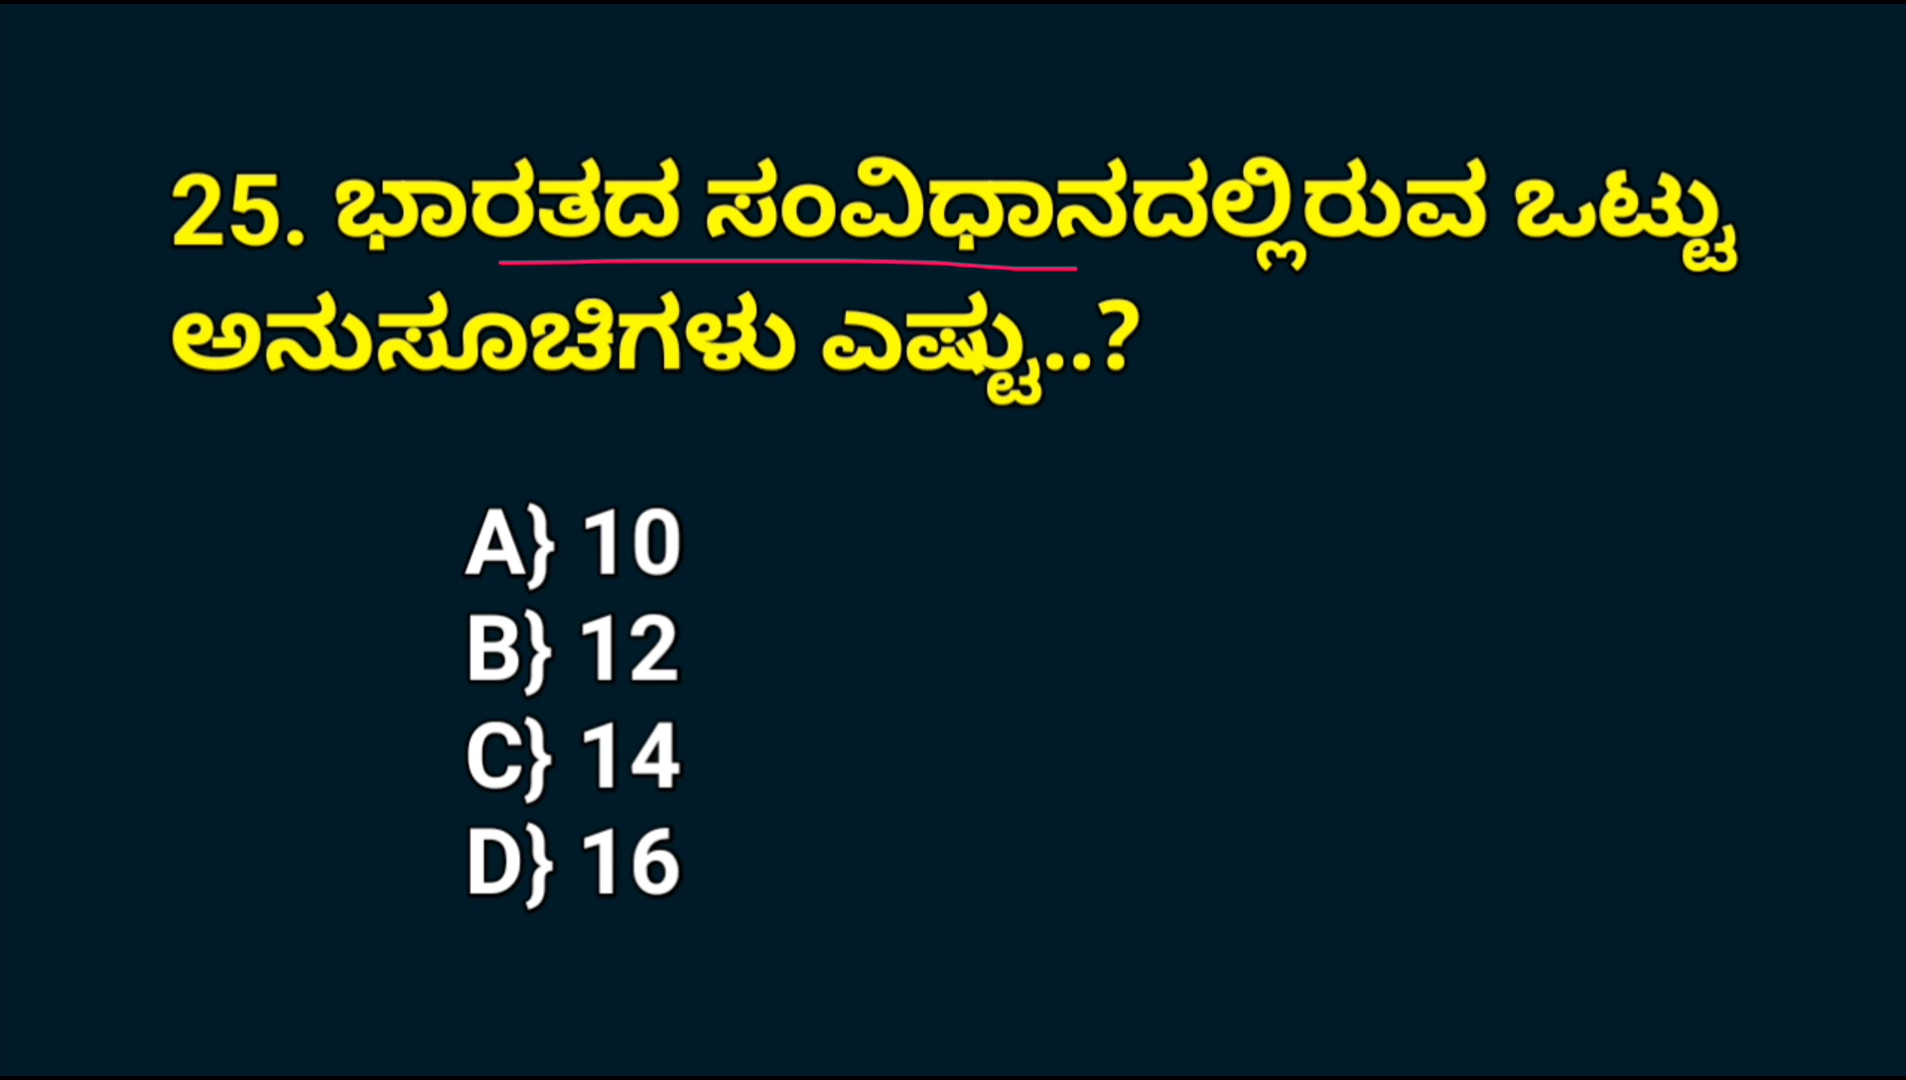 25. ಭಾರತದ ಸಂವಿಧಾನದಲ್ಲಿರುವ ಒಟ್ಟು
ಅನುಸೂಚಿಗಳು ಎಷ್ಟು..?
A} 10
B} 12
C} 14
D} 16